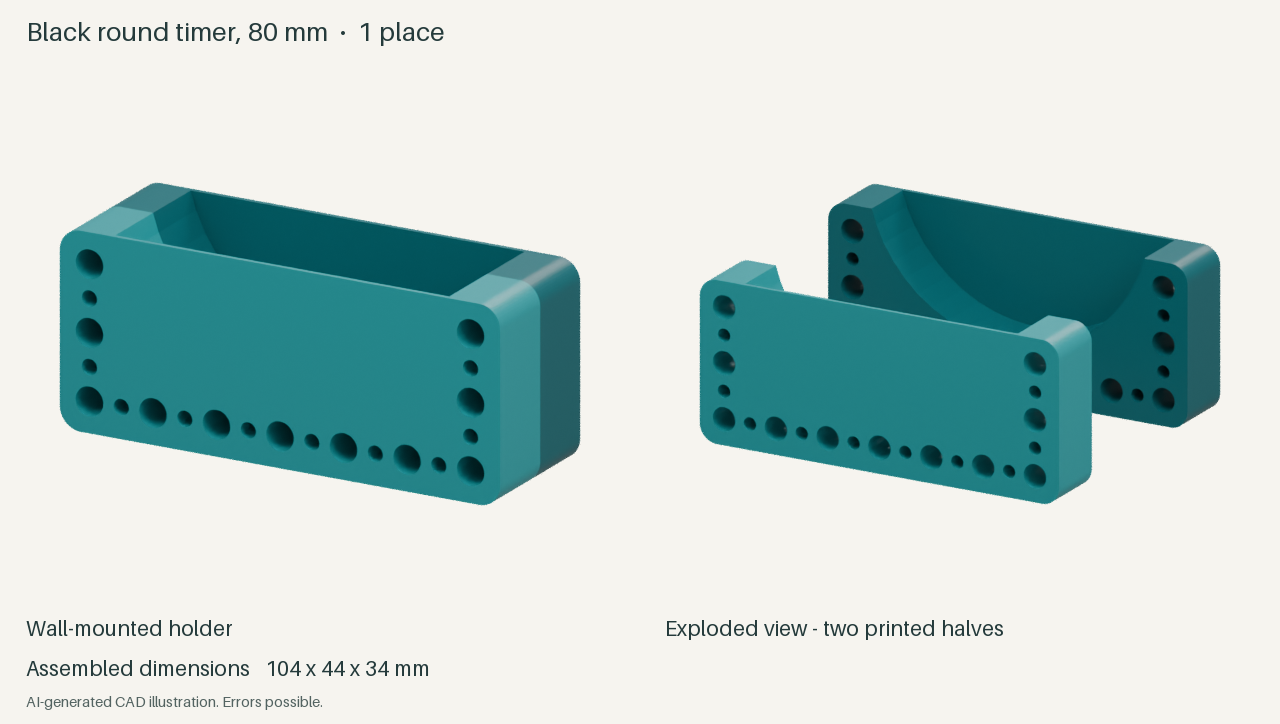 Black round timer, 80 mm · 1 place
Wall-mounted holder
Exploded view - two printed halves
Assembled dimensions 104 x 44 x 34 mm
AI-generated CAD illustration. Errors possible.